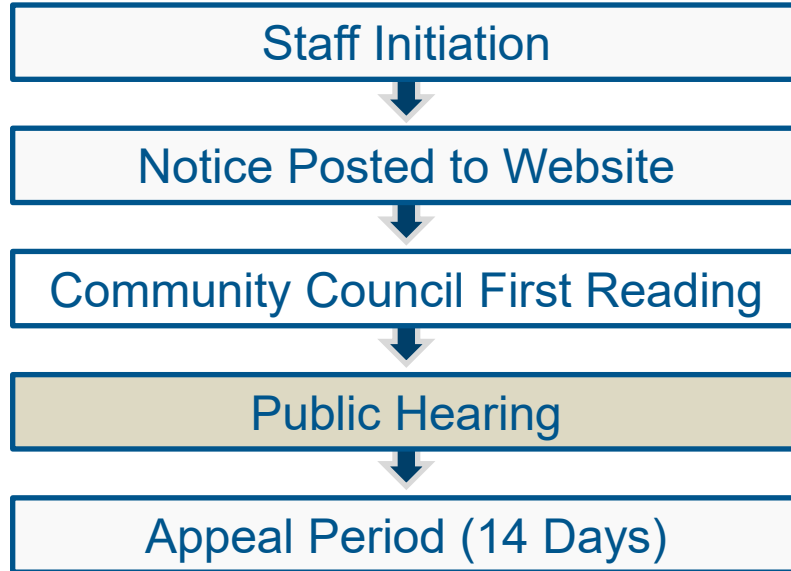 Staff Initiation
Notice Posted to Website
Community Council First Reading
Public Hearing
Appeal Period (14 Days)